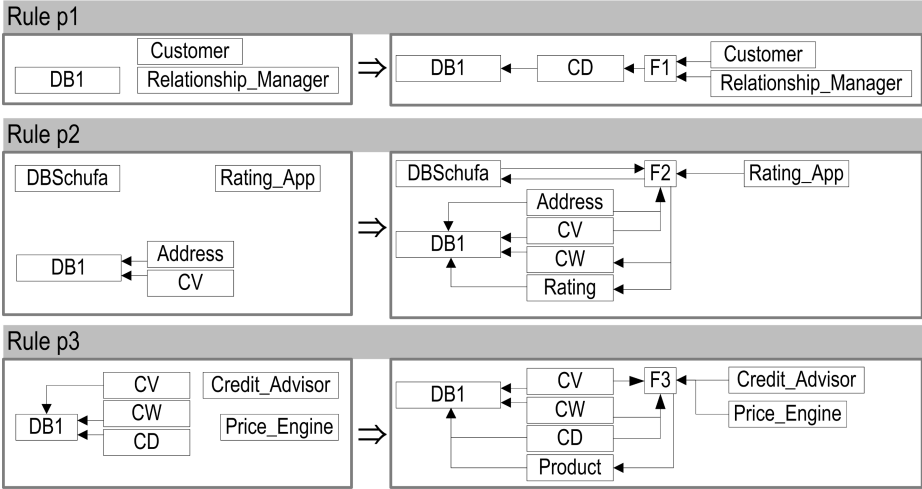 Rule p1
Customer
DB1
Relationship_Manager
⇒
DB1
CD
F1
Customer
Relationship_Manager
Rule p2
DBSchufa
Rating_App
DB1
Address
CV
⇒
DBSchufa
F2
Rating_App
Address
CV
DB1
CW
Rating
Rule p3
CV
Credit_Advisor
DB1
CW
Price_Engine
CD
⇒
DB1
CV
F3
Credit_Advisor
CW
Price_Engine
CD
Product